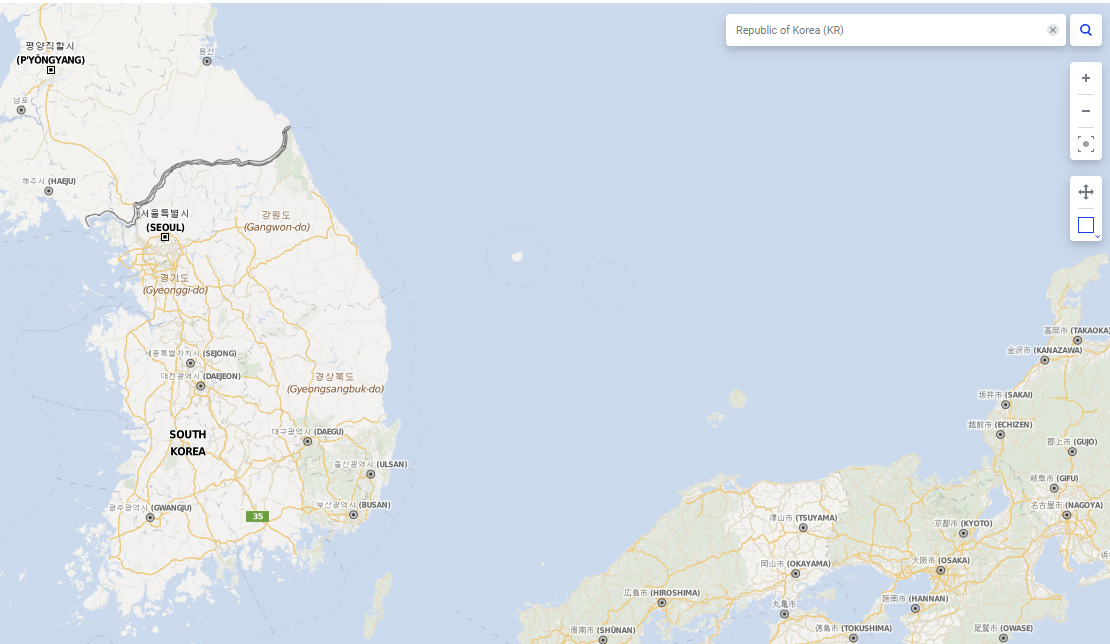 Republic of Korea (KR)
평양직할시
(P'YŎNGYANG)
원산
남포
해주시 (HAEJU)
서울특별시
(SEOUL)
강원도
(Gangwon-do)
경기도
(Gyeonggi-do)
세종특별자치시 (SEJONG)
대전광역시 (DAEJEON)
경상북도
(Gyeongsangbuk-do)
SOUTH
KOREA
대구광역시 (DAEGU)
울산광역시 (ULSAN)
부산광역시 (BUSAN)
광주광역시 (GWANGJU)
35
高岡市 (TAKAOKA)
金沢市 (KANAZAWA)
坂井市 (SAKAI)
越前市 (ECHIZEN)
郡上市 (GUJO)
岐阜市 (GIFU)
名古屋市 (NAGOYA)
津山市 (TSUYAMA)
京都市 (KYOTO)
岡山市 (OKAYAMA)
大阪市 (OSAKA)
広島市 (HIROSHIMA)
丸亀市
阪南市 (HANNAN)
周南市 (SHŪNAN)
徳島市 (TOKUSHIMA)
尾鷲市 (OWASE)